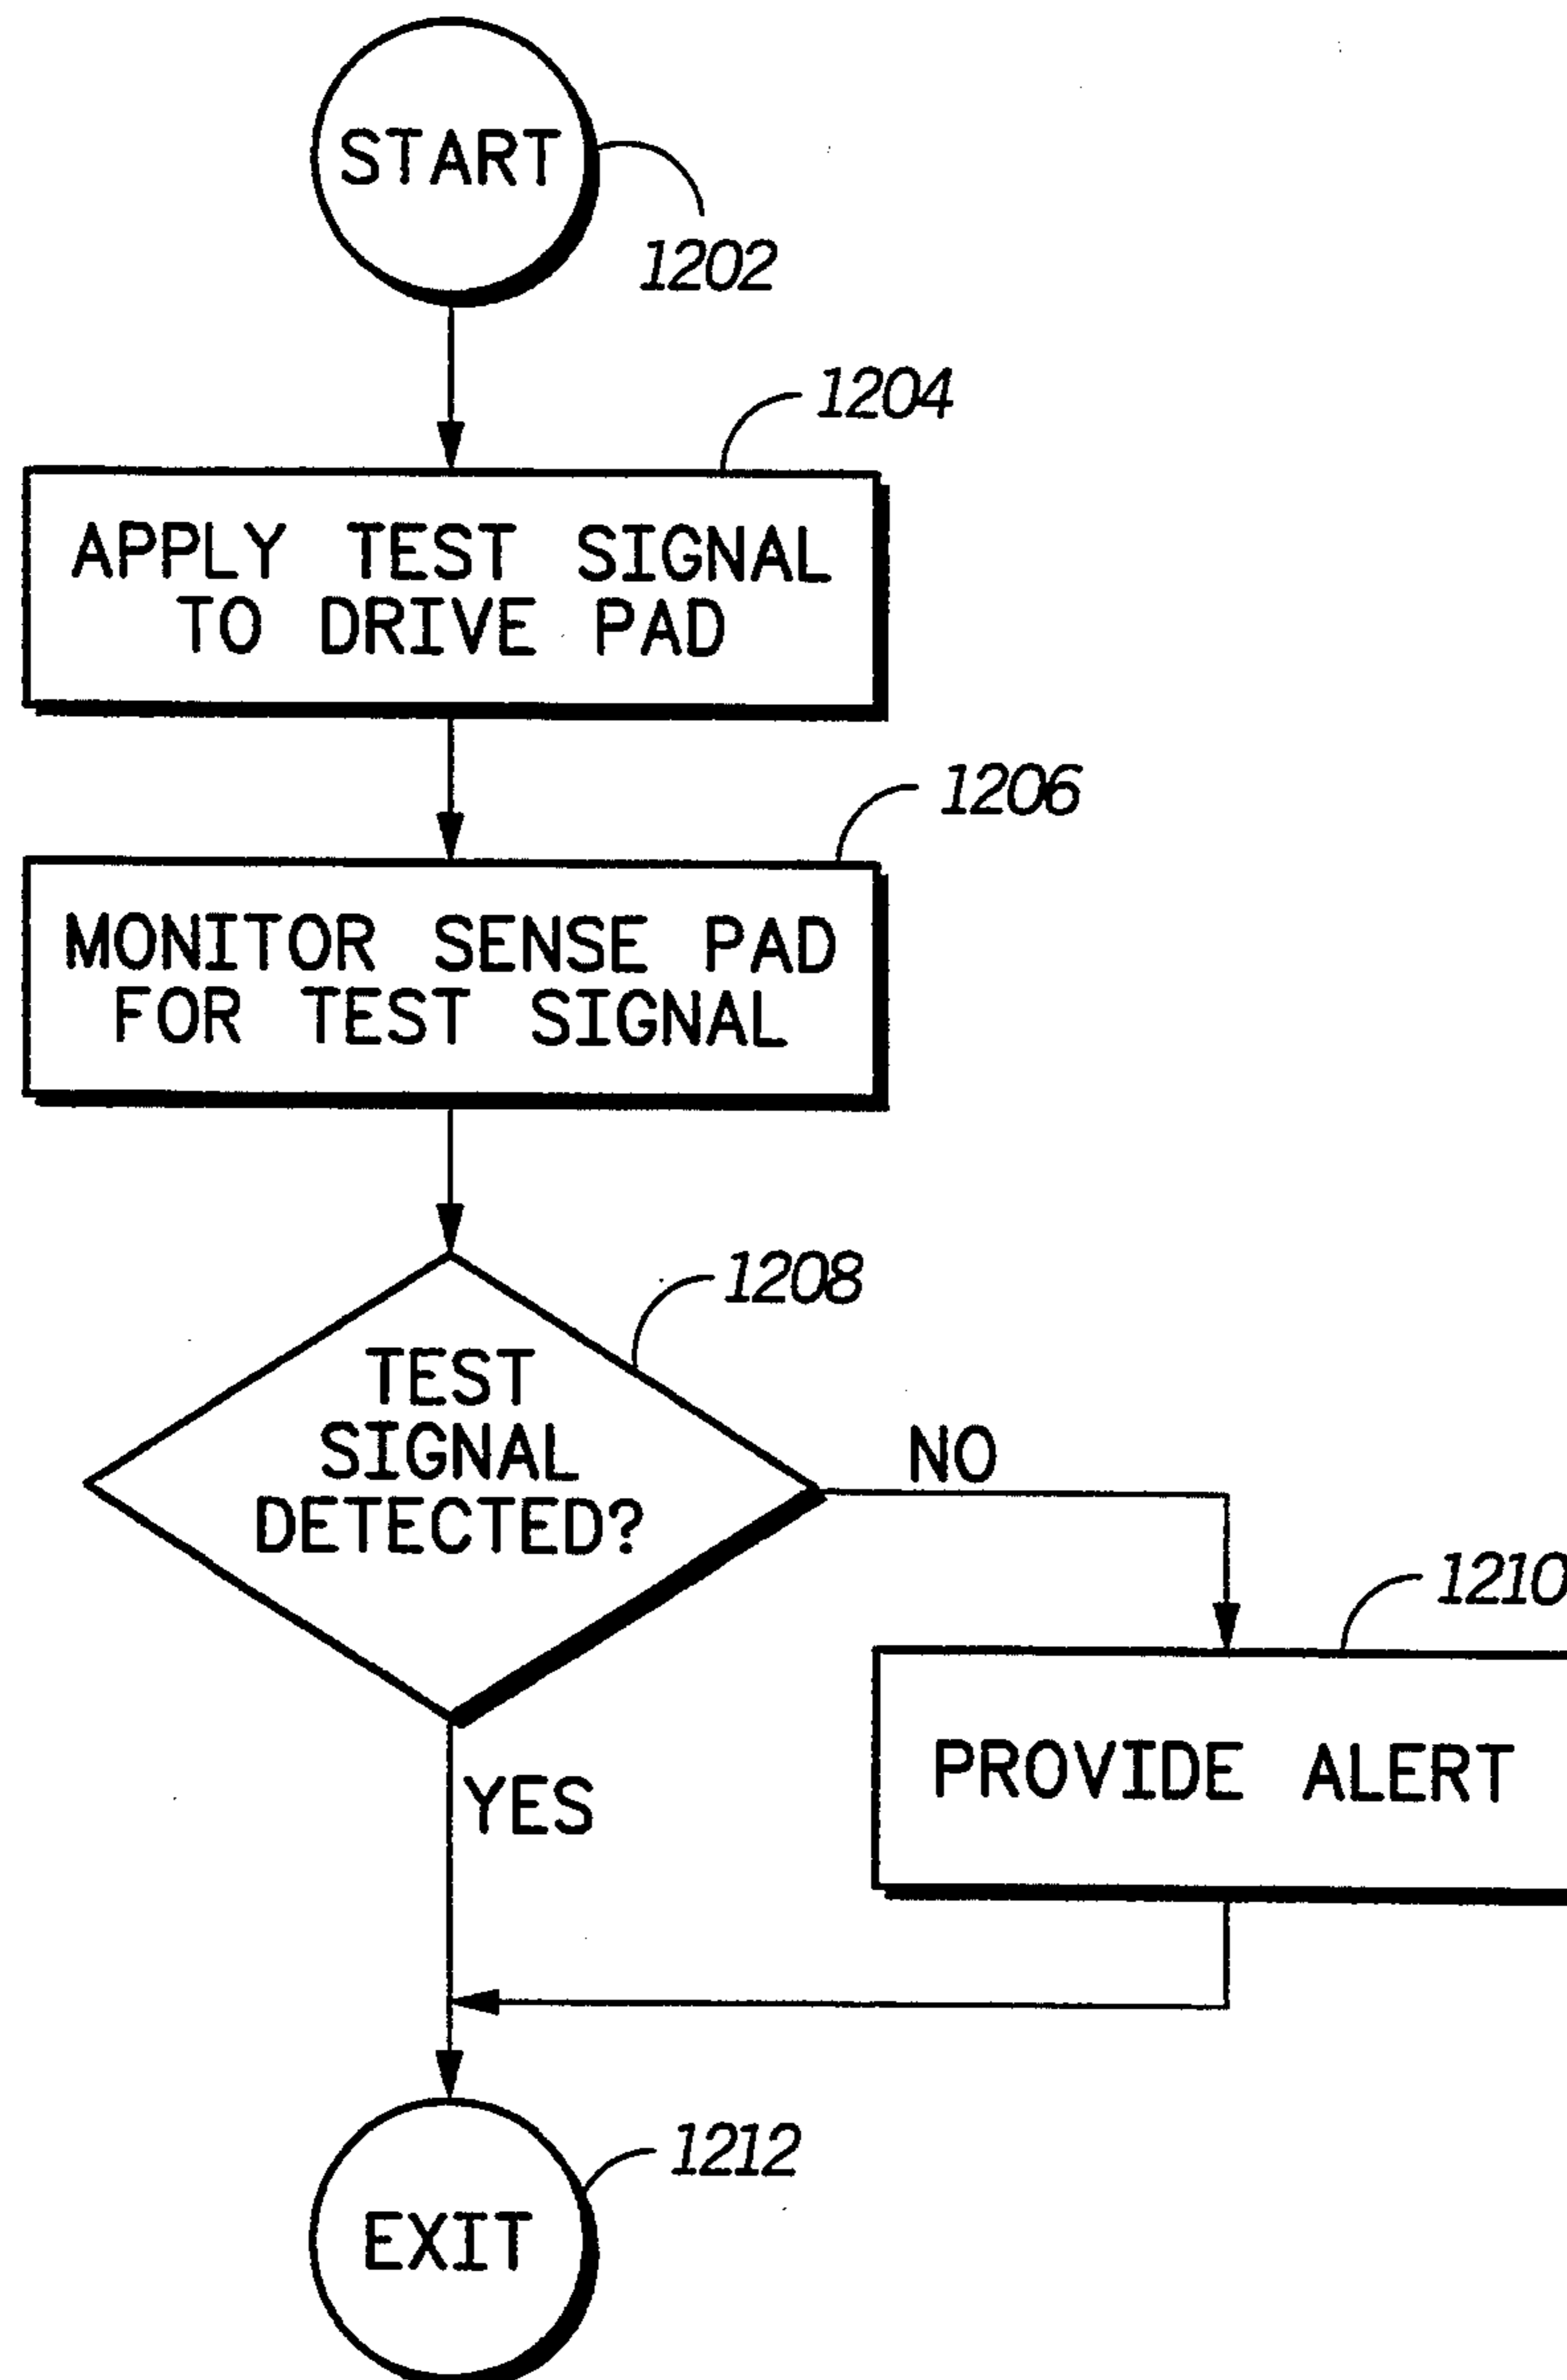 START
1202
1204
APPLY TEST SIGNAL
TO DRIVE PAD
1206
MONITOR SENSE PAD
FOR TEST SIGNAL
1208
TEST
SIGNAL
DETECTED?
NO
1210
PROVIDE ALERT
YES
1212
EXIT